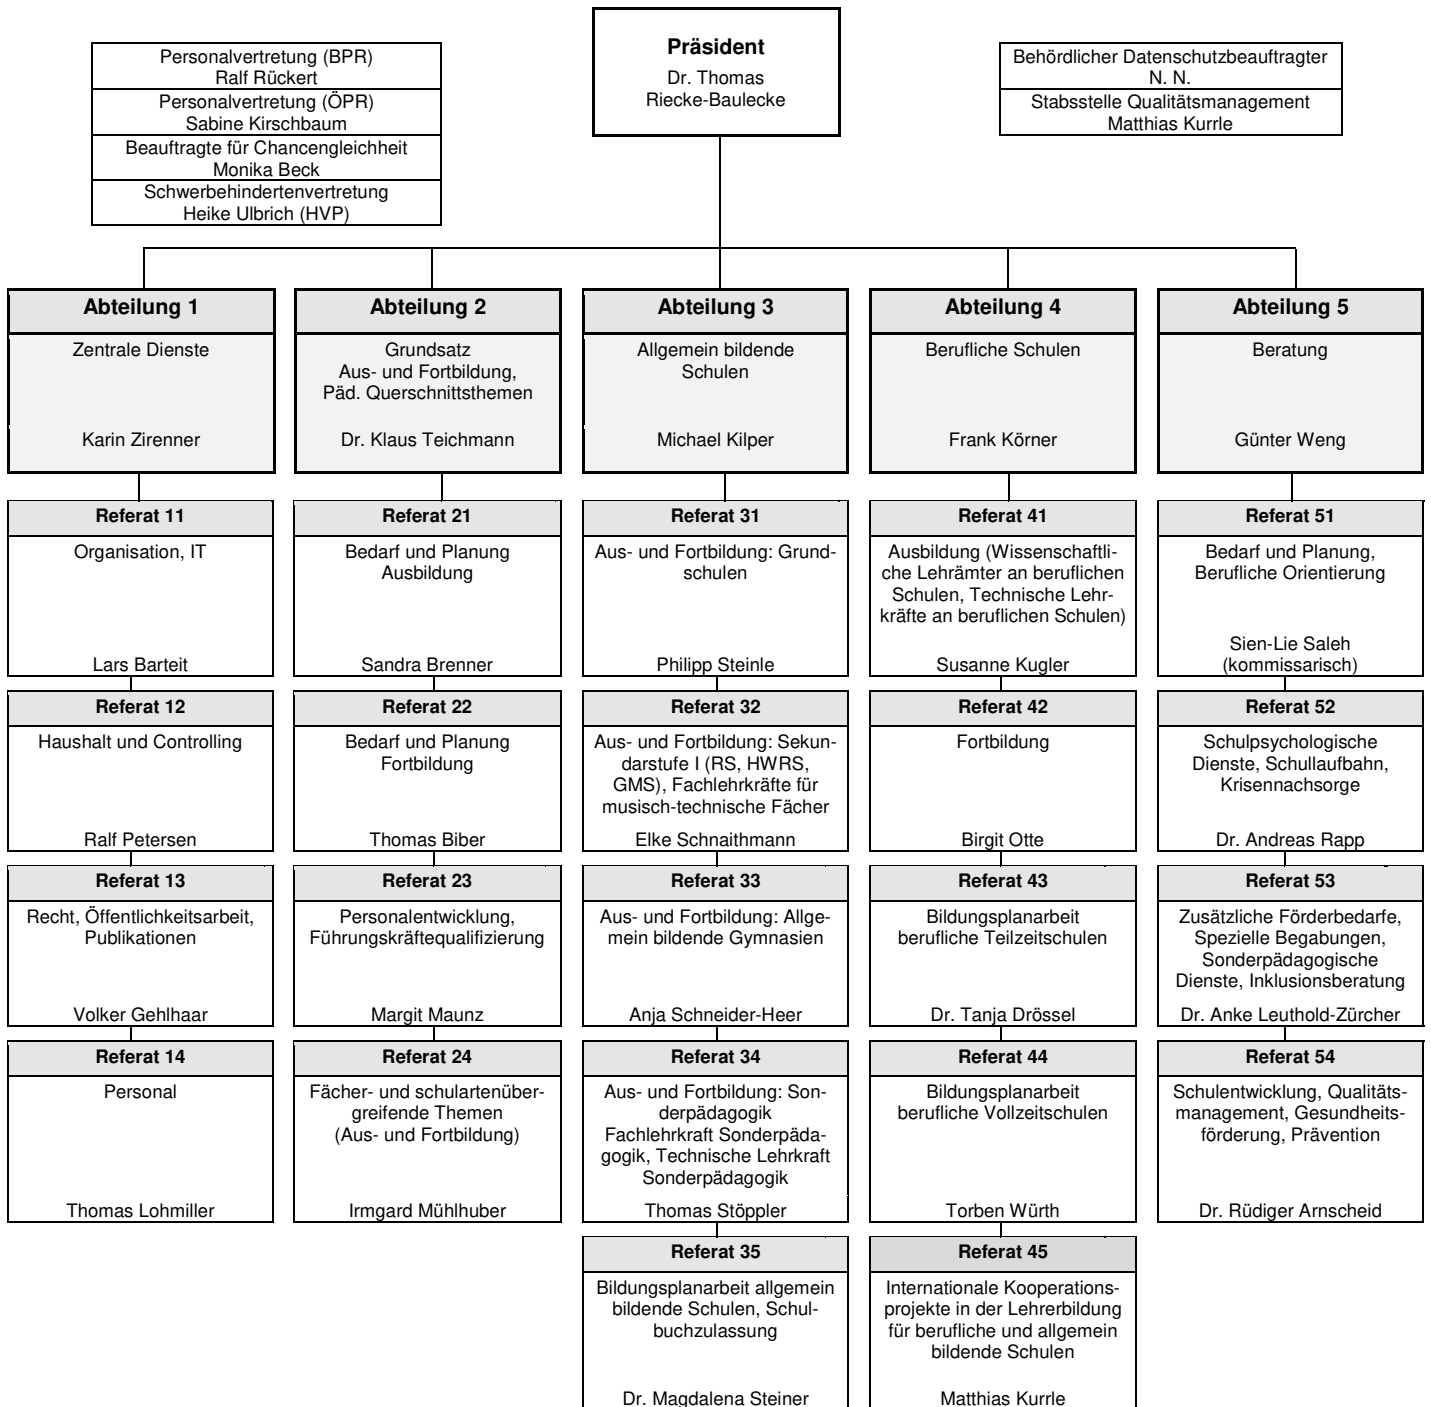 Präsident
Dr. Thomas
Riecke-Baulecke
Personalvertretung (BPR)
Ralf Rückert
Personalvertretung (ÖPR)
Sabine Kirschbaum
Beauftragte für Chancengleichheit
Monika Beck
Schwerbehindertenvertretung
Heike Ulbrich (HVP)
Behördlicher Datenschutzbeauftragter
N. N.
Stabsstelle Qualitätsmanagement
Matthias Kurrle
Abteilung 1
Zentrale Dienste
Karin Zirenner
Referat 11
Organisation, IT
Lars Barteit
Referat 12
Haushalt und Controlling
Ralf Petersen
Referat 13
Recht, Öffentlichkeitsarbeit,
Publikationen
Volker Gehlhaar
Referat 14
Personal
Thomas Lohmiller
Abteilung 2
Grundsatz
Aus- und Fortbildung,
Päd. Querschnittsthemen
Dr. Klaus Teichmann
Referat 21
Bedarf und Planung
Ausbildung
Sandra Brenner
Referat 22
Bedarf und Planung
Fortbildung
Thomas Biber
Referat 23
Personalentwicklung,
Führungskräftequalifizierung
Margit Maunz
Referat 24
Fächer- und schulartenüber-
greifende Themen
(Aus- und Fortbildung)
Irmgard Mühlhuber
Abteilung 3
Allgemein bildende
Schulen
Michael Kilper
Referat 31
Aus- und Fortbildung: Grund-
schulen
Philipp Steinle
Referat 32
Aus- und Fortbildung: Sekun-
darstufe I (RS, HWRS,
GMS), Fachlehrkräfte für
musisch-technische Fächer
Elke Schnaithmann
Referat 33
Aus- und Fortbildung: Allge-
mein bildende Gymnasien
Anja Schneider-Heer
Referat 34
Aus- und Fortbildung: Son-
derpädagogik
Fachlehrkraft Sonderpäda-
gogik, Technische Lehrkraft
Sonderpädagogik
Thomas Stöppler
Referat 35
Bildungsplanarbeit allgemein
bildende Schulen, Schul-
buchzulassung
Dr. Magdalena Steiner
Abteilung 4
Berufliche Schulen
Frank Körner
Referat 41
Ausbildung (Wissenschaftli-
che Lehrämter an beruflichen
Schulen, Technische Lehr-
kräfte an beruflichen Schulen)
Susanne Kugler
Referat 42
Fortbildung
Birgit Otte
Referat 43
Bildungsplanarbeit
berufliche Teilzeitschulen
Dr. Tanja Drössel
Referat 44
Bildungsplanarbeit
berufliche Vollzeitschulen
Torben Würth
Referat 45
Internationale Kooperations-
projekte in der Lehrerbildung
für berufliche und allgemein
bildende Schulen
Matthias Kurrle
Abteilung 5
Beratung
Günter Weng
Referat 51
Bedarf und Planung,
Berufliche Orientierung
Sien-Lie Saleh
(kommissarisch)
Referat 52
Schulpsychologische
Dienste, Schullaufbahn,
Krisennachsorge
Dr. Andreas Rapp
Referat 53
Zusätzliche Förderbedarfe,
Spezielle Begabungen,
Sonderpädagogische
Dienste, Inklusionsberatung
Dr. Anke Leuthold-Zürcher
Referat 54
Schulentwicklung, Qualitäts-
management, Gesundheits-
förderung, Prävention
Dr. Rüdiger Arnscheid